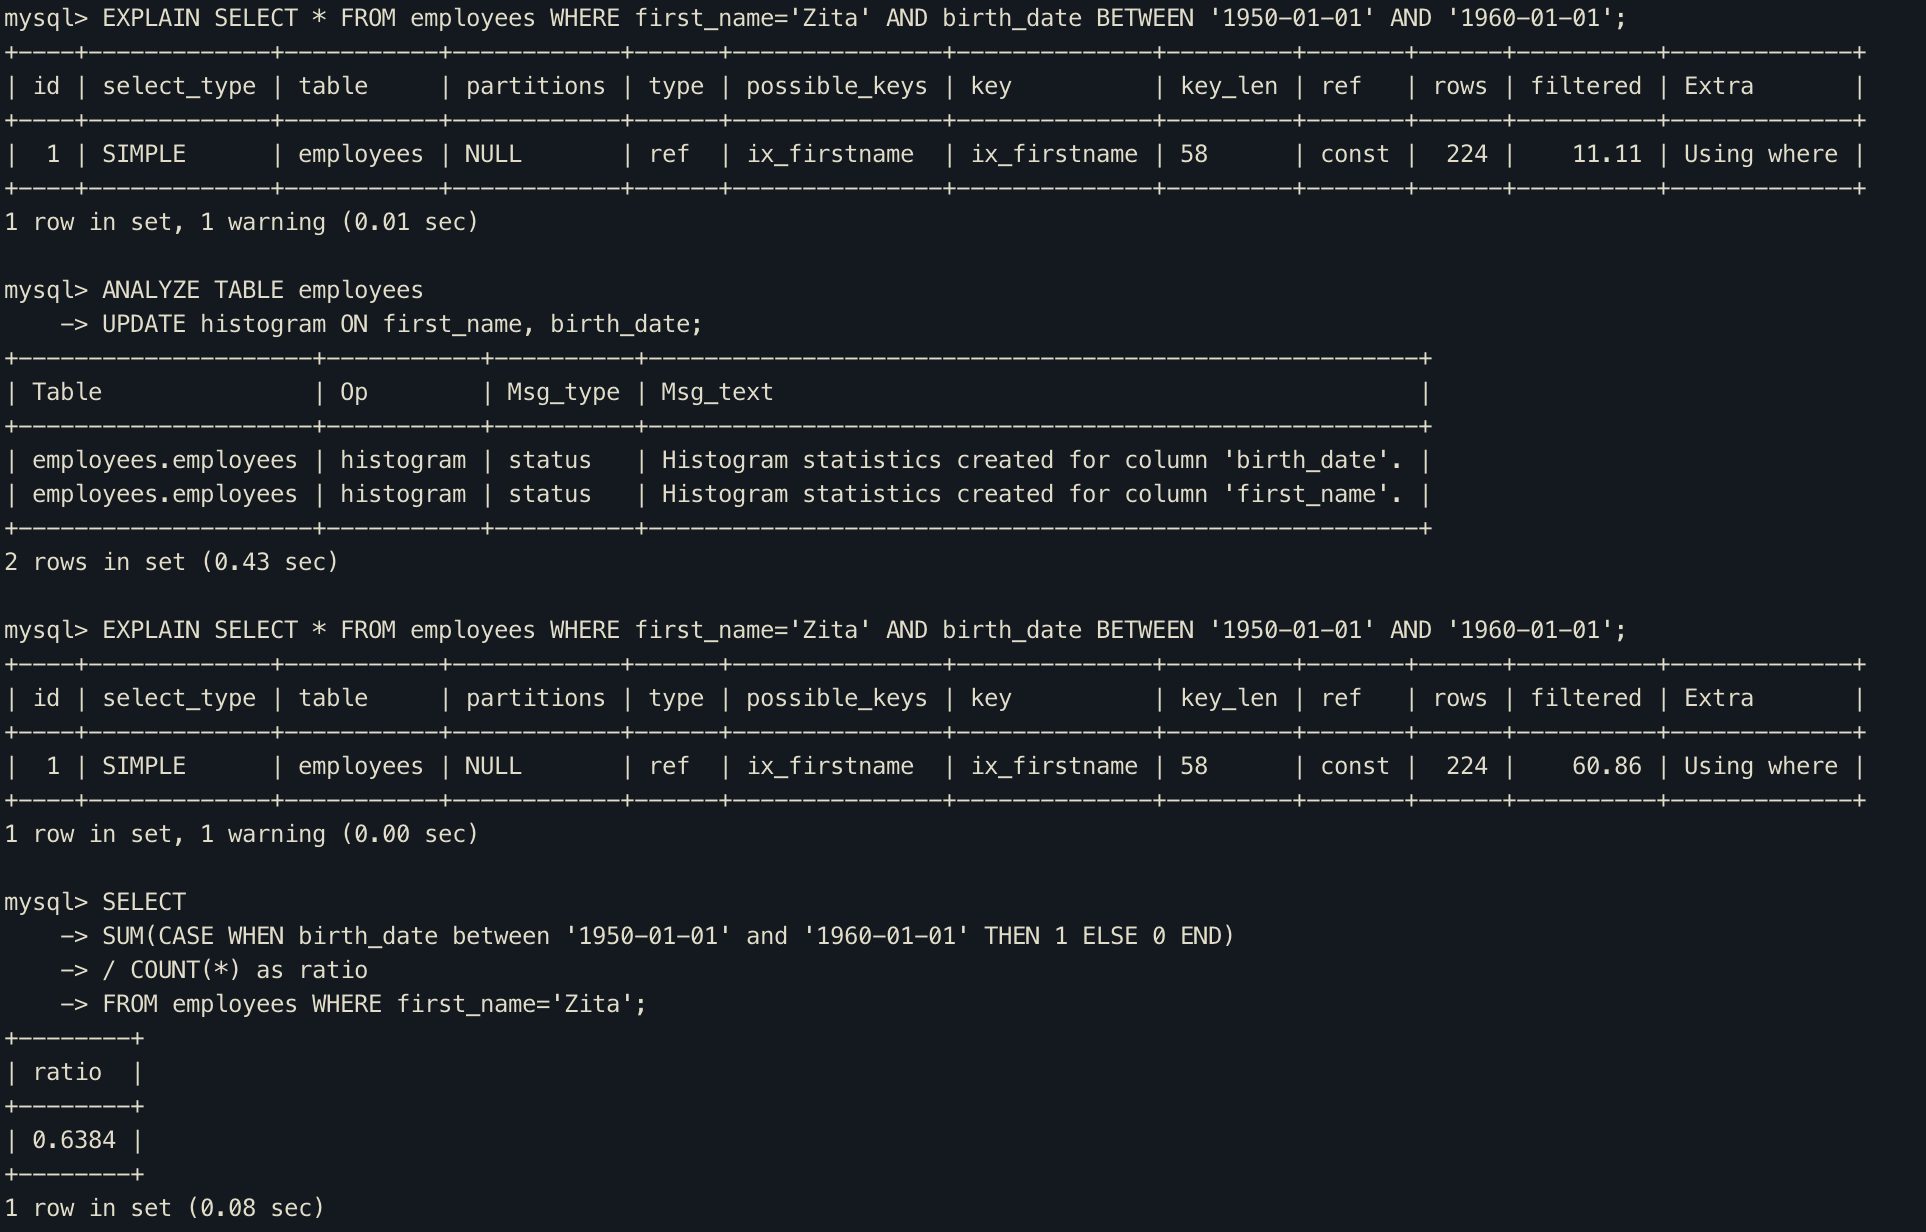 mysql> EXPLAIN SELECT * FROM employees WHERE first_name='Zita' AND birth_date BETWEEN '1950-01-01' AND '1960-01-01';
+----+-------------+-----------+------------+------+---------------+--------------+---------+-------+------+----------+-------------+
| id | select_type | table     | partitions | type | possible_keys | key          | key_len | ref   | rows | filtered | Extra       |
+----+-------------+-----------+------------+------+---------------+--------------+---------+-------+------+----------+-------------+
|  1 | SIMPLE      | employees | NULL       | ref  | ix_firstname  | ix_firstname | 58      | const |  224 |    11.11 | Using where |
+----+-------------+-----------+------------+------+---------------+--------------+---------+-------+------+----------+-------------+
1 row in set, 1 warning (0.01 sec)

mysql> ANALYZE TABLE employees
    -> UPDATE histogram ON first_name, birth_date;
+---------------------+-----------+----------+-------------------------------------------------------+
| Table               | Op        | Msg_type | Msg_text                                              |
+---------------------+-----------+----------+-------------------------------------------------------+
| employees.employees | histogram | status   | Histogram statistics created for column 'birth_date'. |
| employees.employees | histogram | status   | Histogram statistics created for column 'first_name'. |
+---------------------+-----------+----------+-------------------------------------------------------+
2 rows in set (0.43 sec)

mysql> EXPLAIN SELECT * FROM employees WHERE first_name='Zita' AND birth_date BETWEEN '1950-01-01' AND '1960-01-01';
+----+-------------+-----------+------------+------+---------------+--------------+---------+-------+------+----------+-------------+
| id | select_type | table     | partitions | type | possible_keys | key          | key_len | ref   | rows | filtered | Extra       |
+----+-------------+-----------+------------+------+---------------+--------------+---------+-------+------+----------+-------------+
|  1 | SIMPLE      | employees | NULL       | ref  | ix_firstname  | ix_firstname | 58      | const |  224 |    60.86 | Using where |
+----+-------------+-----------+------------+------+---------------+--------------+---------+-------+------+----------+-------------+
1 row in set, 1 warning (0.00 sec)

mysql> SELECT
    -> SUM(CASE WHEN birth_date between '1950-01-01' and '1960-01-01' THEN 1 ELSE 0 END)
    -> / COUNT(*) as ratio
    -> FROM employees WHERE first_name='Zita';
+--------+
| ratio  |
+--------+
| 0.6384 |
+--------+
1 row in set (0.08 sec)